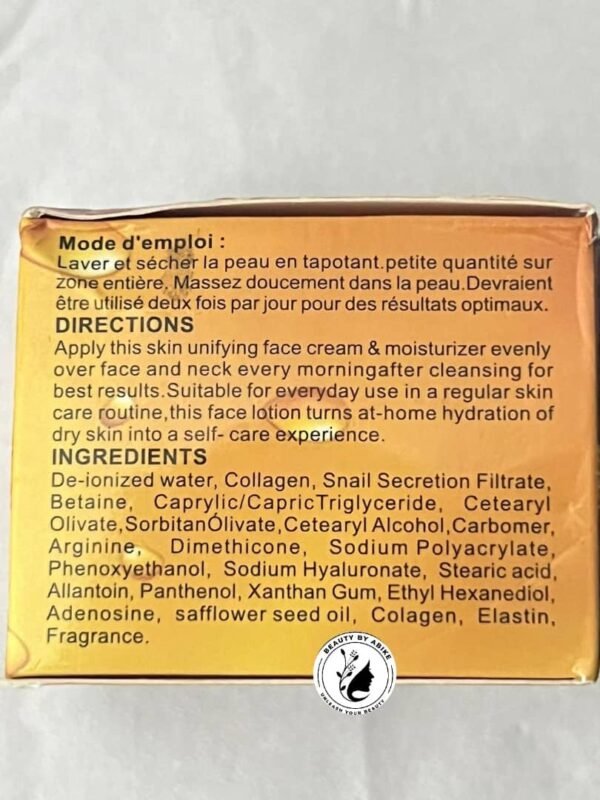 Mode d'emploi :
Laver et sécher la peau en tapotant.petite quantité sur
zone entière. Massez doucement dans la peau.Devraient
être utilisé deux fois par jour pour des résultats optimaux.
DIRECTIONS
Apply this skin unifying face cream & moisturizer evenly
over face and neck every morningafter cleansing for
best results.Suitable for everyday use in a regular skin
care routine,this face lotion turns at-home hydration of
dry skin into a self- care experience.
INGREDIENTS
De-ionized water, Collagen, Snail Secretion Filtrate,
Betaine, Caprylic/CapricTriglyceride, Cetearyl
Olivate,SorbitanÓlivate,Cetearyl Alcohol,Carbomer,
Arginine, Dimethicone, Sodium Polyacrylate,
Phenoxyethanol, Sodium Hyaluronate, Stearic acid,
Allantoin, Panthenol, Xanthan Gum, Ethyl Hexanediol,
Adenosine, safflower seed oil, Colagen, Elastin,
Fragrance.
BEAUTY BY ABIKE
UNLEASH YOUR BEAUTY